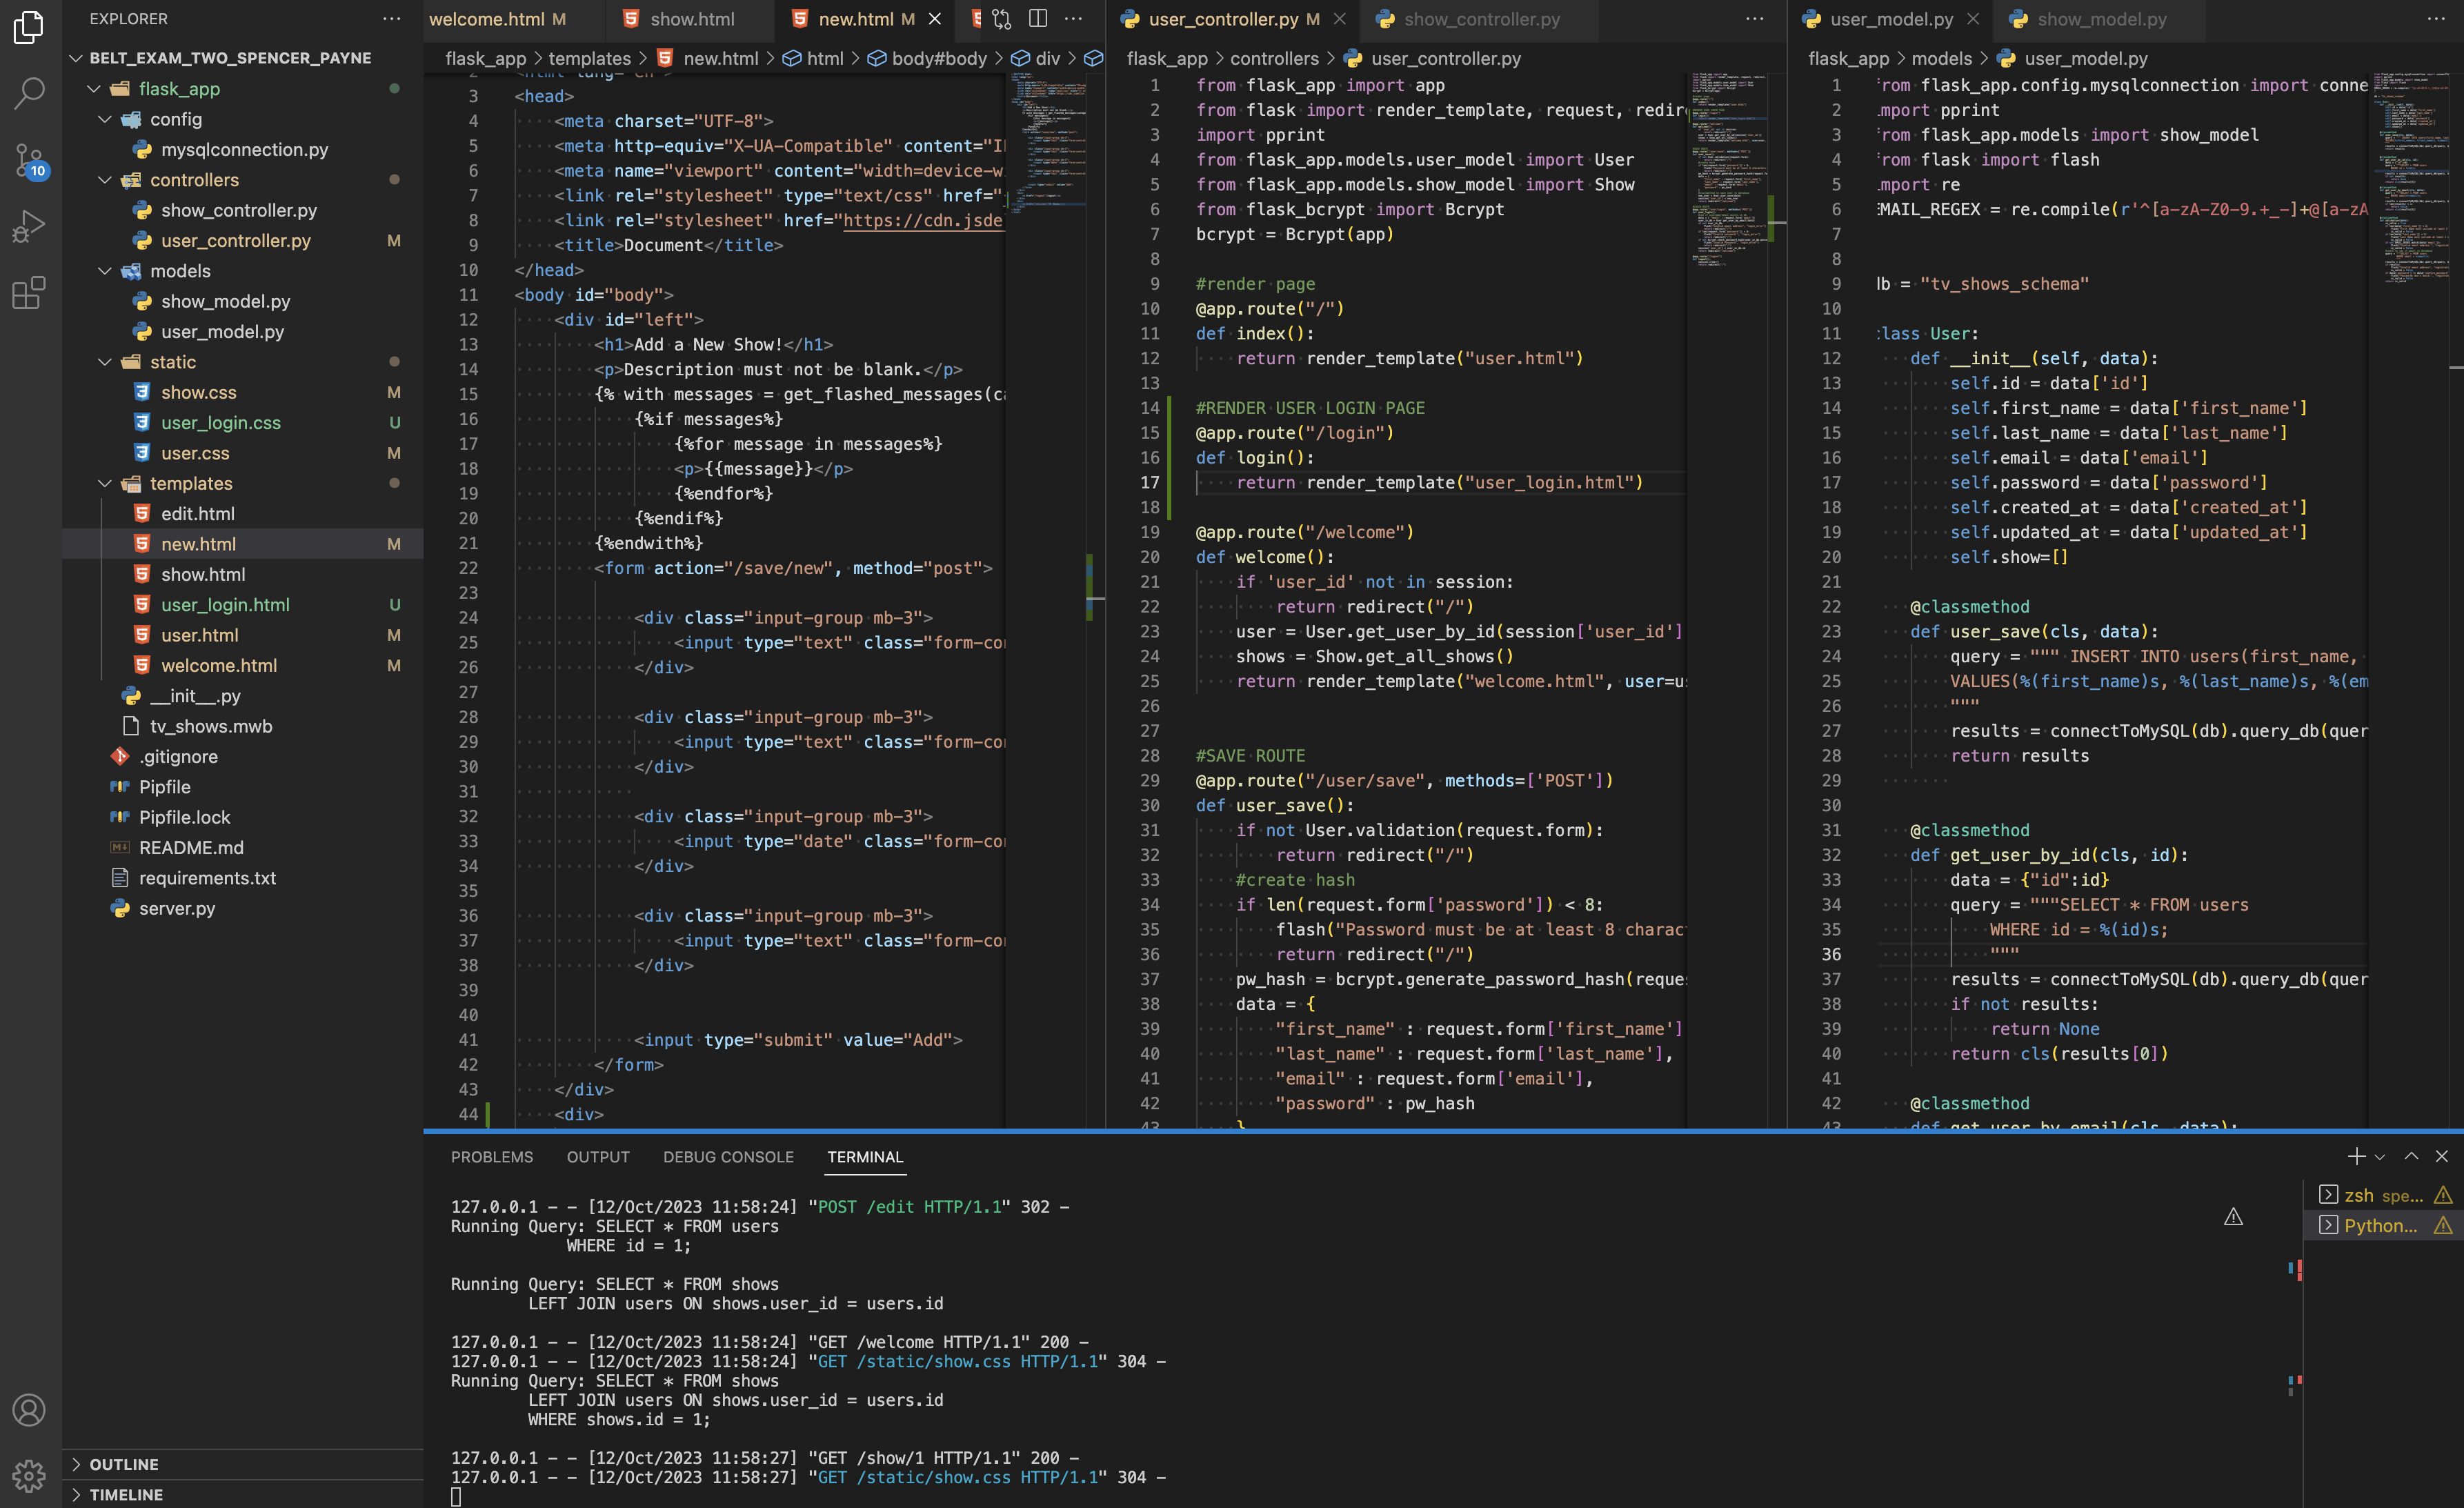 EXPLORER
BELT_EXAM_TWO_SPENCER_PAYNE
flask_app
config
mysqlconnection.py
controllers
show_controller.py
user_controller.py M
models
show_model.py
user_model.py
static
show.css M
user_login.css U
user.css M
templates
edit.html
new.html M
show.html
user_login.html U
user.html M
welcome.html M
__init__.py
tv_shows.mwb
.gitignore
Pipfile
Pipfile.lock
README.md
requirements.txt
server.py
OUTLINE
TIMELINE
10
welcome.html M show.html new.html M
flask_app > templates > new.html > html > body#body > div >
3 <head>
4 <meta charset="UTF-8">
5 <meta http-equiv="X-UA-Compatible" content="I
6 <meta name="viewport" content="width=device-w
7 <link rel="stylesheet" type="text/css" href="
8 <link rel="stylesheet" href="https://cdn.jsde
9 <title>Document</title>
10 </head>
11 <body id="body">
12 <div id="left">
13 <h1>Add a New Show!</h1>
14 <p>Description must not be blank.</p>
15 {% with messages = get_flashed_messages(ca
16 {%if messages%}
17 {%for message in messages%}
18 <p>{{message}}</p>
19 {%endfor%}
20 {%endif%}
21 {%endwith%}
22 <form action="/save/new", method="post">
23
24 <div class="input-group mb-3">
25 <input type="text" class="form-con
26 </div>
27
28 <div class="input-group mb-3">
29 <input type="text" class="form-con
30 </div>
31
32 <div class="input-group mb-3">
33 <input type="date" class="form-con
34 </div>
35
36 <div class="input-group mb-3">
37 <input type="text" class="form-con
38 </div>
39
40
41 <input type="submit" value="Add">
42 </form>
43 </div>
44 <div>
user_controller.py M show_controller.py
flask_app > controllers > user_controller.py
1 from flask_app import app
2 from flask import render_template, request, redir
3 import pprint
4 from flask_app.models.user_model import User
5 from flask_app.models.show_model import Show
6 from flask_bcrypt import Bcrypt
7 bcrypt = Bcrypt(app)
8
9 #render page
10 @app.route("/")
11 def index():
12 return render_template("user.html")
13
14 #RENDER USER LOGIN PAGE
15 @app.route("/login")
16 def login():
17 return render_template("user_login.html")
18
19 @app.route("/welcome")
20 def welcome():
21 if 'user_id' not in session:
22 return redirect("/")
23 user = User.get_user_by_id(session['user_id']
24 shows = Show.get_all_shows()
25 return render_template("welcome.html", user=us
26
27
28 #SAVE ROUTE
29 @app.route("/user/save", methods=['POST'])
30 def user_save():
31 if not User.validation(request.form):
32 return redirect("/")
33 #create hash
34 if len(request.form['password']) < 8:
35 flash("Password must be at least 8 charac
36 return redirect("/")
37 pw_hash = bcrypt.generate_password_hash(reque
38 data = {
39 "first_name" : request.form['first_name']
40 "last_name" : request.form['last_name'],
41 "email" : request.form['email'],
42 "password" : pw_hash
43 }
user_model.py show_model.py
flask_app > models > user_model.py
1 from flask_app.config.mysqlconnection import conne
2 import pprint
3 from flask_app.models import show_model
4 from flask import flash
5 import re
6 EMAIL_REGEX = re.compile(r'^[a-zA-Z0-9.+_-]+@[a-zA
7
8
9 db = "tv_shows_schema"
10
11 class User:
12 def __init__(self, data):
13 self.id = data['id']
14 self.first_name = data['first_name']
15 self.last_name = data['last_name']
16 self.email = data['email']
17 self.password = data['password']
18 self.created_at = data['created_at']
19 self.updated_at = data['updated_at']
20 self.show=[]
21
22 @classmethod
23 def user_save(cls, data):
24 query = """ INSERT INTO users(first_name,
25 VALUES(%(first_name)s, %(last_name)s, %(em
26 """
27 results = connectToMySQL(db).query_db(quer
28 return results
29
30
31 @classmethod
32 def get_user_by_id(cls, id):
33 data = {"id":id}
34 query = """SELECT * FROM users
35 WHERE id = %(id)s;
36 """
37 results = connectToMySQL(db).query_db(quer
38 if not results:
39 return None
40 return cls(results[0])
41
42 @classmethod
43 def get_user_by_email(cls, data):
PROBLEMS OUTPUT DEBUG CONSOLE TERMINAL
127.0.0.1 - - [12/Oct/2023 11:58:24] "POST /edit HTTP/1.1" 302 -
Running Query: SELECT * FROM users
WHERE id = 1;
Running Query: SELECT * FROM shows
LEFT JOIN users ON shows.user_id = users.id
127.0.0.1 - - [12/Oct/2023 11:58:24] "GET /welcome HTTP/1.1" 200 -
127.0.0.1 - - [12/Oct/2023 11:58:24] "GET /static/show.css HTTP/1.1" 304 -
Running Query: SELECT * FROM shows
LEFT JOIN users ON shows.user_id = users.id
WHERE shows.id = 1;
127.0.0.1 - - [12/Oct/2023 11:58:27] "GET /show/1 HTTP/1.1" 200 -
127.0.0.1 - - [12/Oct/2023 11:58:27] "GET /static/show.css HTTP/1.1" 304 -
zsh spe...
Python...